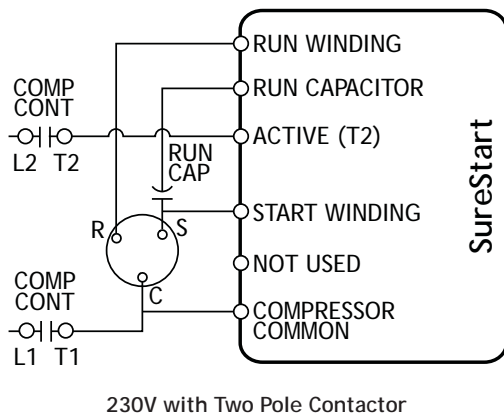 RUN WINDING
COMP
CONT
RUN CAPACITOR
L2 T2
ACTIVE (T2)
RUN
CAP
R
S
START WINDING
SureStart
NOT USED
C
COMP
CONT
L1 T1
COMPRESSOR
COMMON
230V with Two Pole Contactor